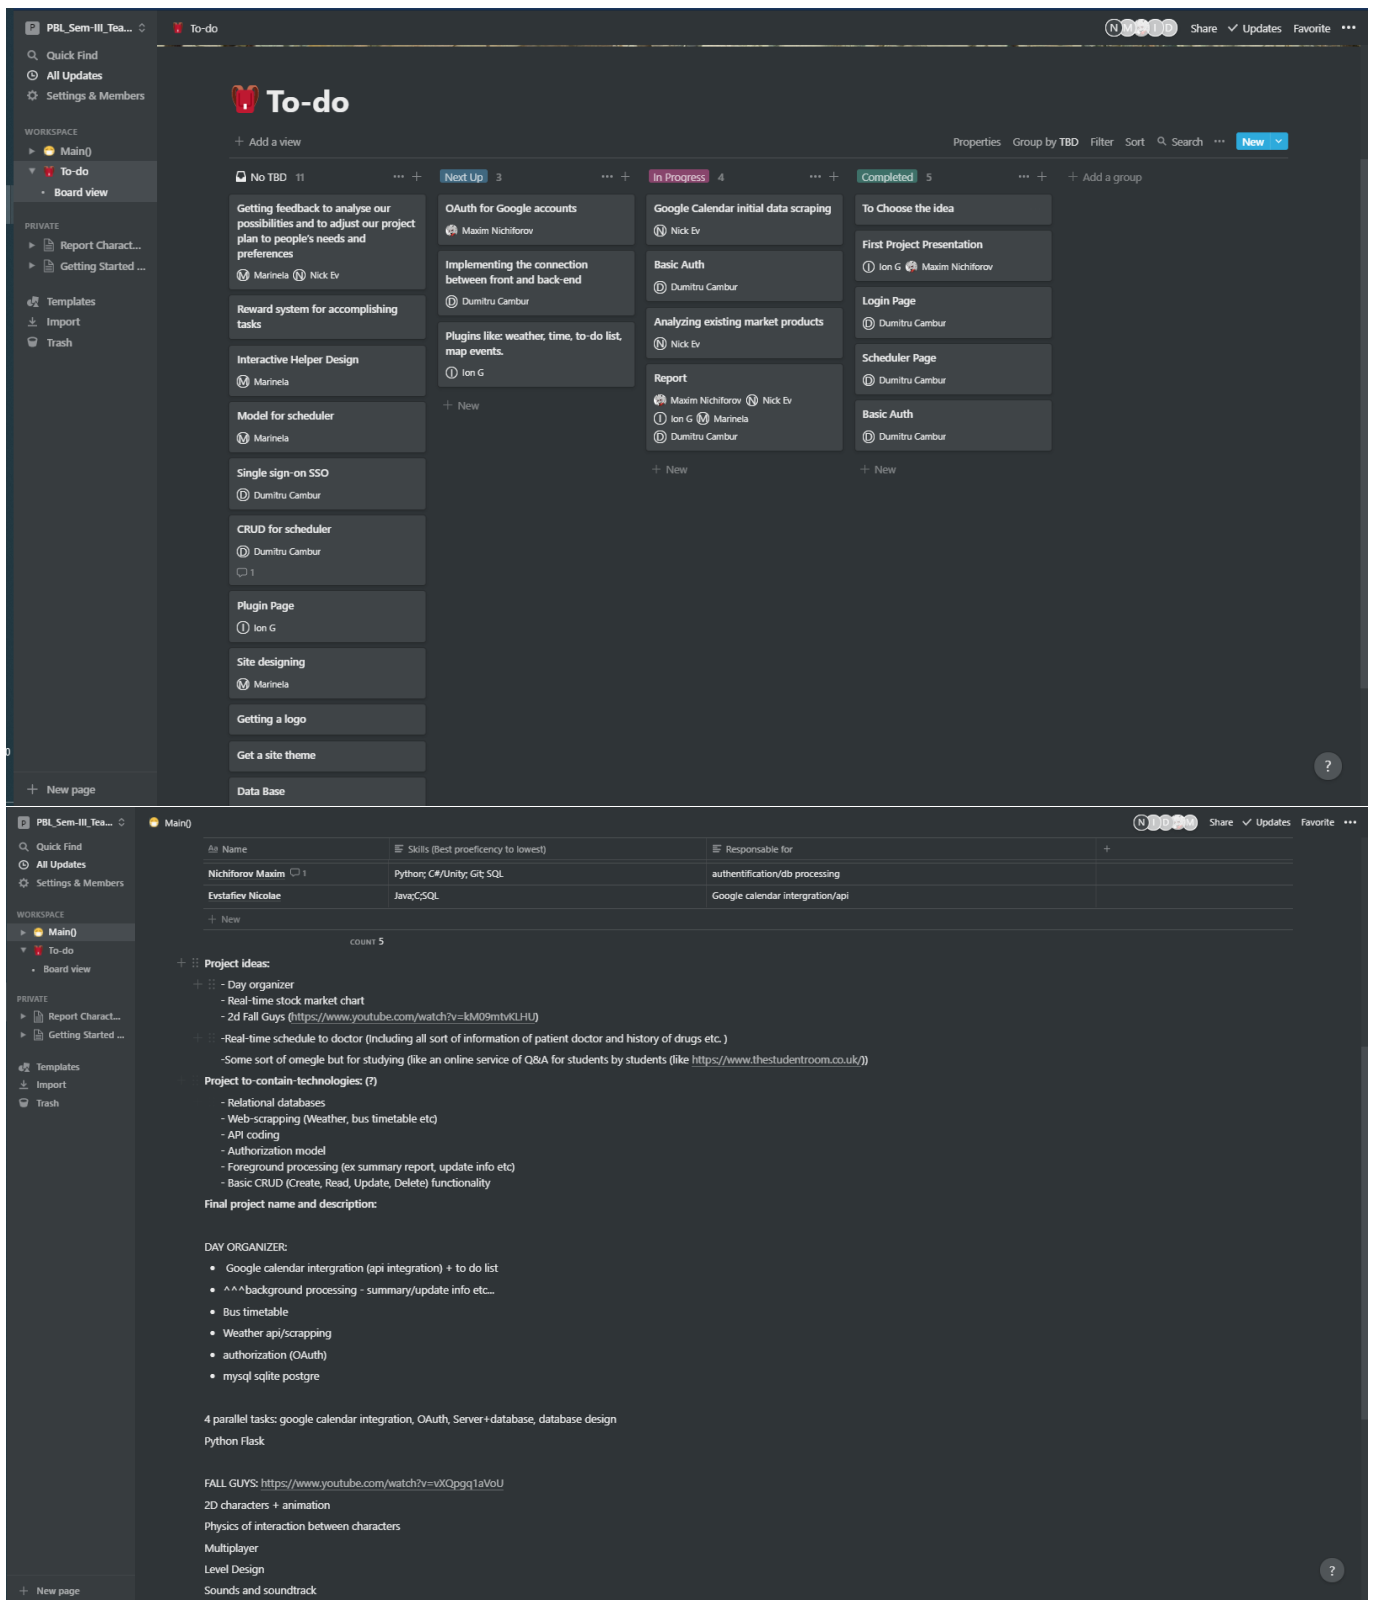 PBL_Sem-III_Tea...
To-do
N M I D
Share
Updates
Favorite
Quick Find
All Updates
Settings & Members
WORKSPACE
Main()
To-do
Board view
PRIVATE
Report Charact...
Getting Started ...
Templates
Import
Trash
New page
To-do
Add a view
Properties
Group by TBD
Filter
Sort
Search
New
No TBD 11
Getting feedback to analyse our
possibilities and to adjust our project
plan to people's needs and
preferences
M Marinela N Nick Ev
Reward system for accomplishing
tasks
Interactive Helper Design
M Marinela
Model for scheduler
M Marinela
Single sign-on SSO
D Dumitru Cambur
CRUD for scheduler
D Dumitru Cambur
1
Plugin Page
I Ion G
Site designing
M Marinela
Getting a logo
Get a site theme
Data Base
Next Up 3
OAuth for Google accounts
Maxim Nichiforov
Implementing the connection
between front and back-end
D Dumitru Cambur
Plugins like: weather, time, to-do list,
map events.
I Ion G
+ New
In Progress 4
Google Calendar initial data scraping
N Nick Ev
Basic Auth
D Dumitru Cambur
Analyzing existing market products
N Nick Ev
Report
Maxim Nichiforov N Nick Ev
I Ion G M Marinela
D Dumitru Cambur
+ New
Completed 5
To Choose the idea
First Project Presentation
I Ion G Maxim Nichiforov
Login Page
D Dumitru Cambur
Scheduler Page
D Dumitru Cambur
Basic Auth
D Dumitru Cambur
+ New
+ Add a group
?
PBL_Sem-III_Tea...
Main()
N I D M
Share
Updates
Favorite
Quick Find
All Updates
Settings & Members
WORKSPACE
Main()
To-do
Board view
PRIVATE
Report Charact...
Getting Started ...
Templates
Import
Trash
New page
Aa Name Skills (Best proeficency to lowest) Responsable for +
Nichiforov Maxim 1 Python; C#/Unity; Git; SQL authentification/db processing
Evstafiev Nicolae Java;C;SQL Google calendar intergration/api
+ New
COUNT 5
Project ideas:
- Day organizer
- Real-time stock market chart
- 2d Fall Guys (https://www.youtube.com/watch?v=kM09mtvKLHU)
-Real-time schedule to doctor (Including all sort of information of patient doctor and history of drugs etc. )
-Some sort of omegle but for studying (like an online service of Q&A for students by students (like https://www.thestudentroom.co.uk/))
Project to-contain-technologies: (?)
- Relational databases
- Web-scrapping (Weather, bus timetable etc)
- API coding
- Authorization model
- Foreground processing (ex summary report, update info etc)
- Basic CRUD (Create, Read, Update, Delete) functionality
Final project name and description:
DAY ORGANIZER:
• Google calendar intergration (api integration) + to do list
• ^^^background processing - summary/update info etc...
• Bus timetable
• Weather api/scrapping
• authorization (OAuth)
• mysql sqlite postgre
4 parallel tasks: google calendar integration, OAuth, Server+database, database design
Python Flask
FALL GUYS: https://www.youtube.com/watch?v=vXQpgq1aVoU
2D characters + animation
Physics of interaction between characters
Multiplayer
Level Design
Sounds and soundtrack
?